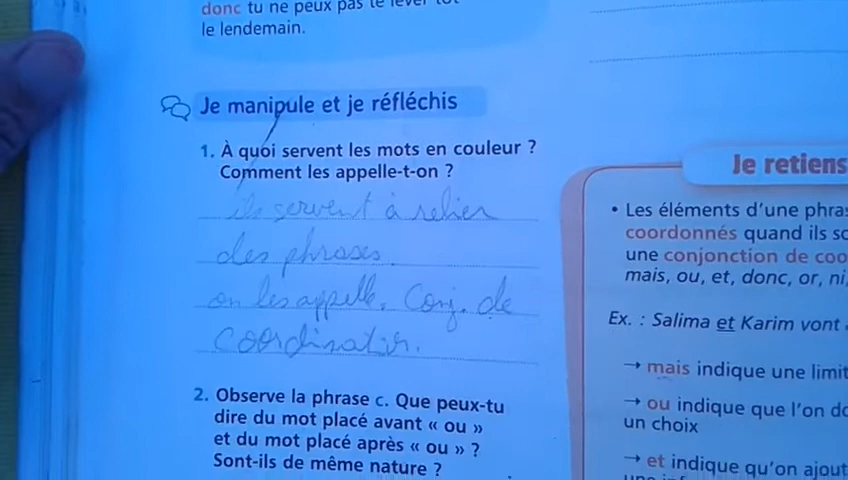 donc tu ne peux pas te lever tôt
le lendemain.
Je manipule et je réfléchis
1. À quoi servent les mots en couleur ?
Comment les appelle-t-on ?
ils servent à relier
des phrases.
on les appelle. Conj. de
coordination.
2. Observe la phrase c. Que peux-tu
dire du mot placé avant « ou »
et du mot placé après « ou » ?
Sont-ils de même nature ?
Je retiens
• Les éléments d'une phras
coordonnés quand ils so
une conjonction de coo
mais, ou, et, donc, or, ni,
Ex. : Salima et Karim vont
→ mais indique une limit
→ ou indique que l'on do
un choix
→ et indique qu'on ajout